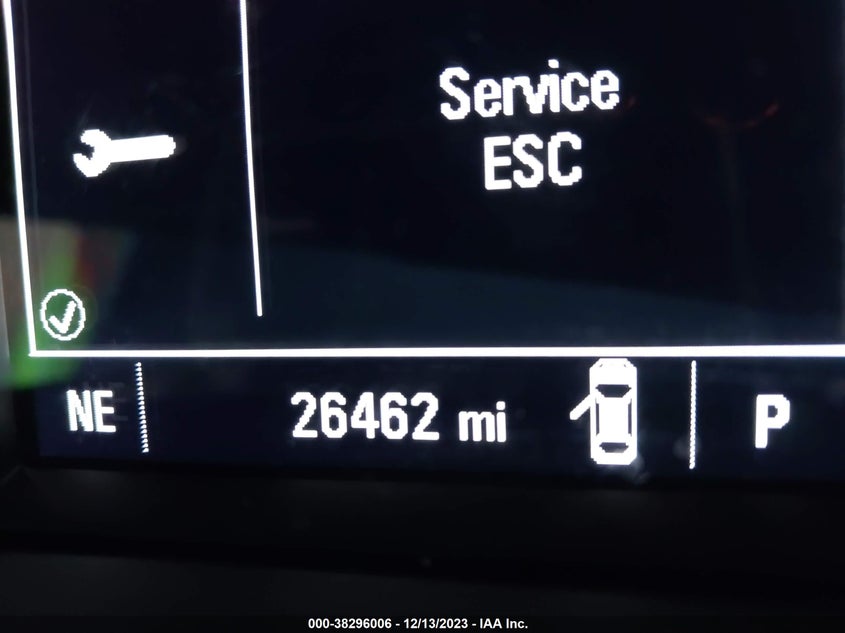 Service
ESC
NE
26462 mi
P
000-38296006 - 12/13/2023 - IAA Inc.